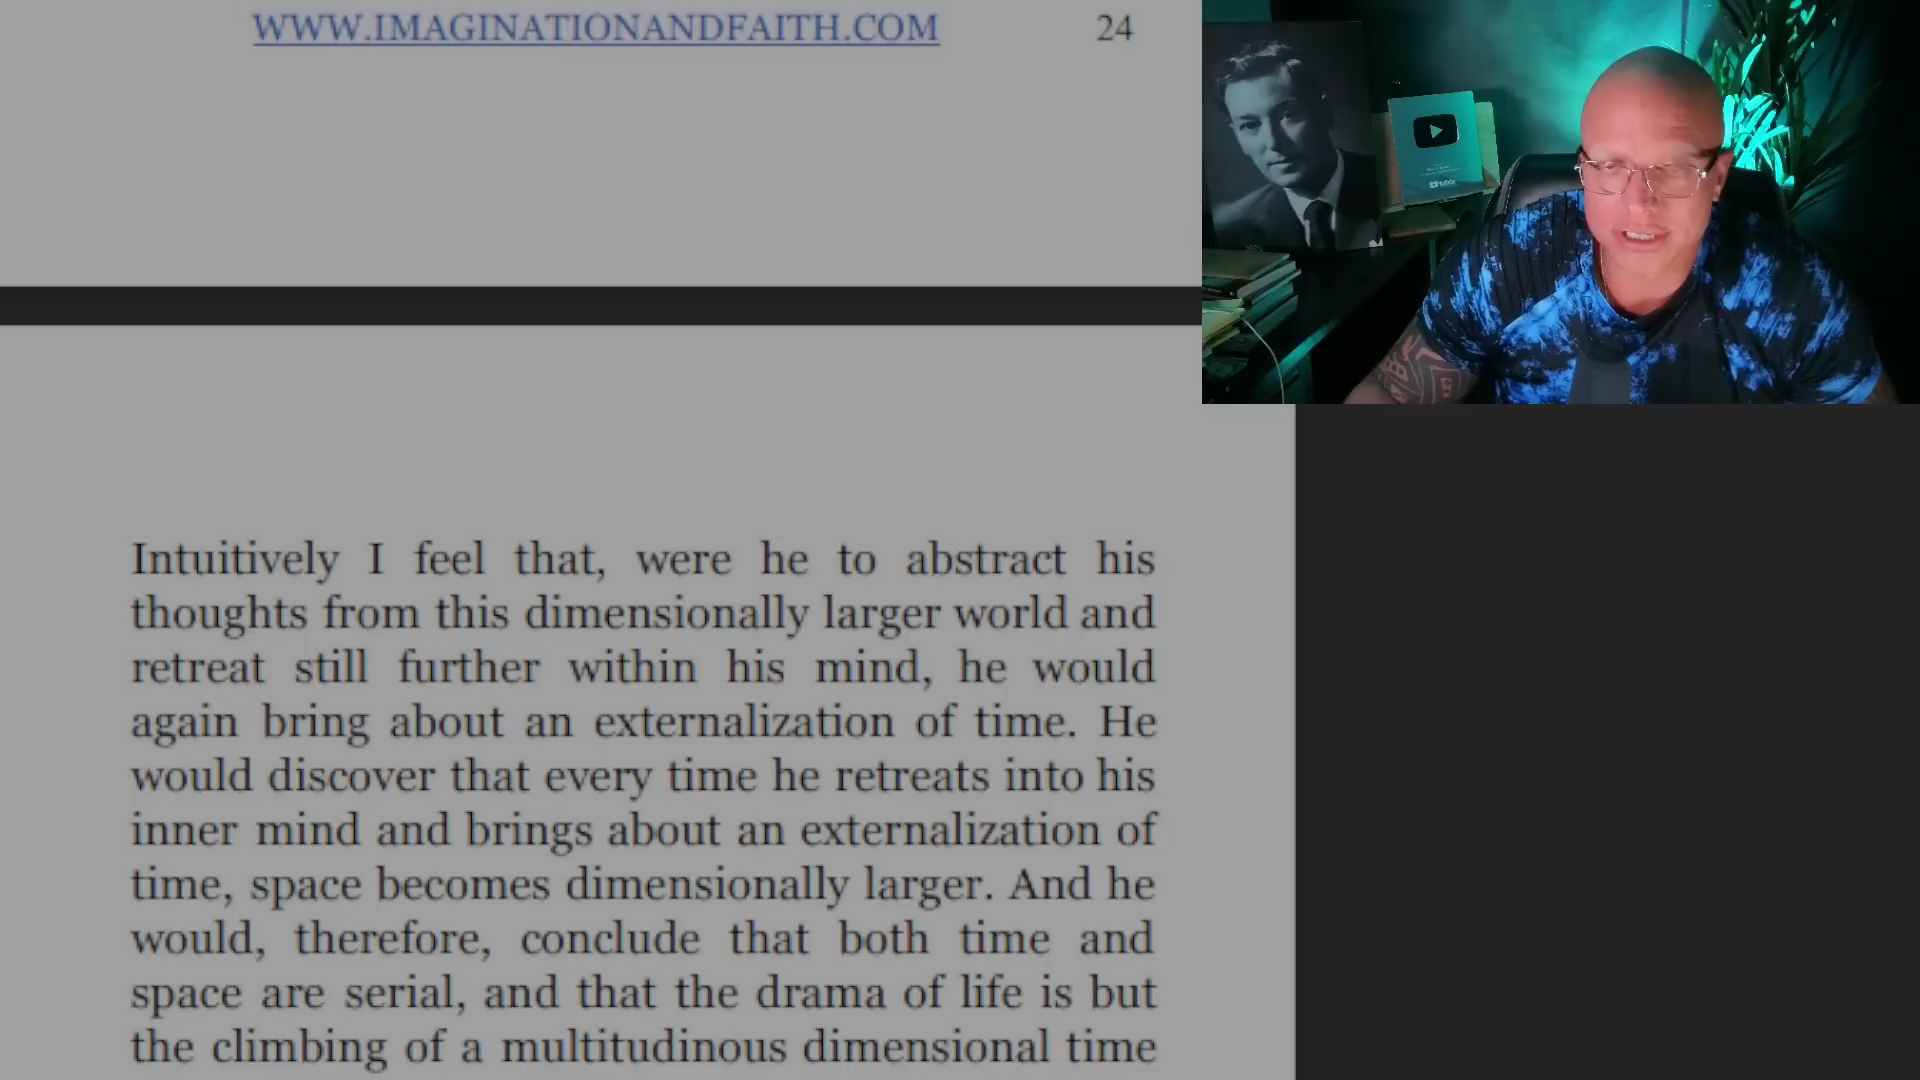 WWW.IMAGINATIONANDFAITH.COM 24
Intuitively I feel that, were he to abstract his
thoughts from this dimensionally larger world and
retreat still further within his mind, he would
again bring about an externalization of time. He
would discover that every time he retreats into his
inner mind and brings about an externalization of
time, space becomes dimensionally larger. And he
would, therefore, conclude that both time and
space are serial, and that the drama of life is but
the climbing of a multitudinous dimensional time